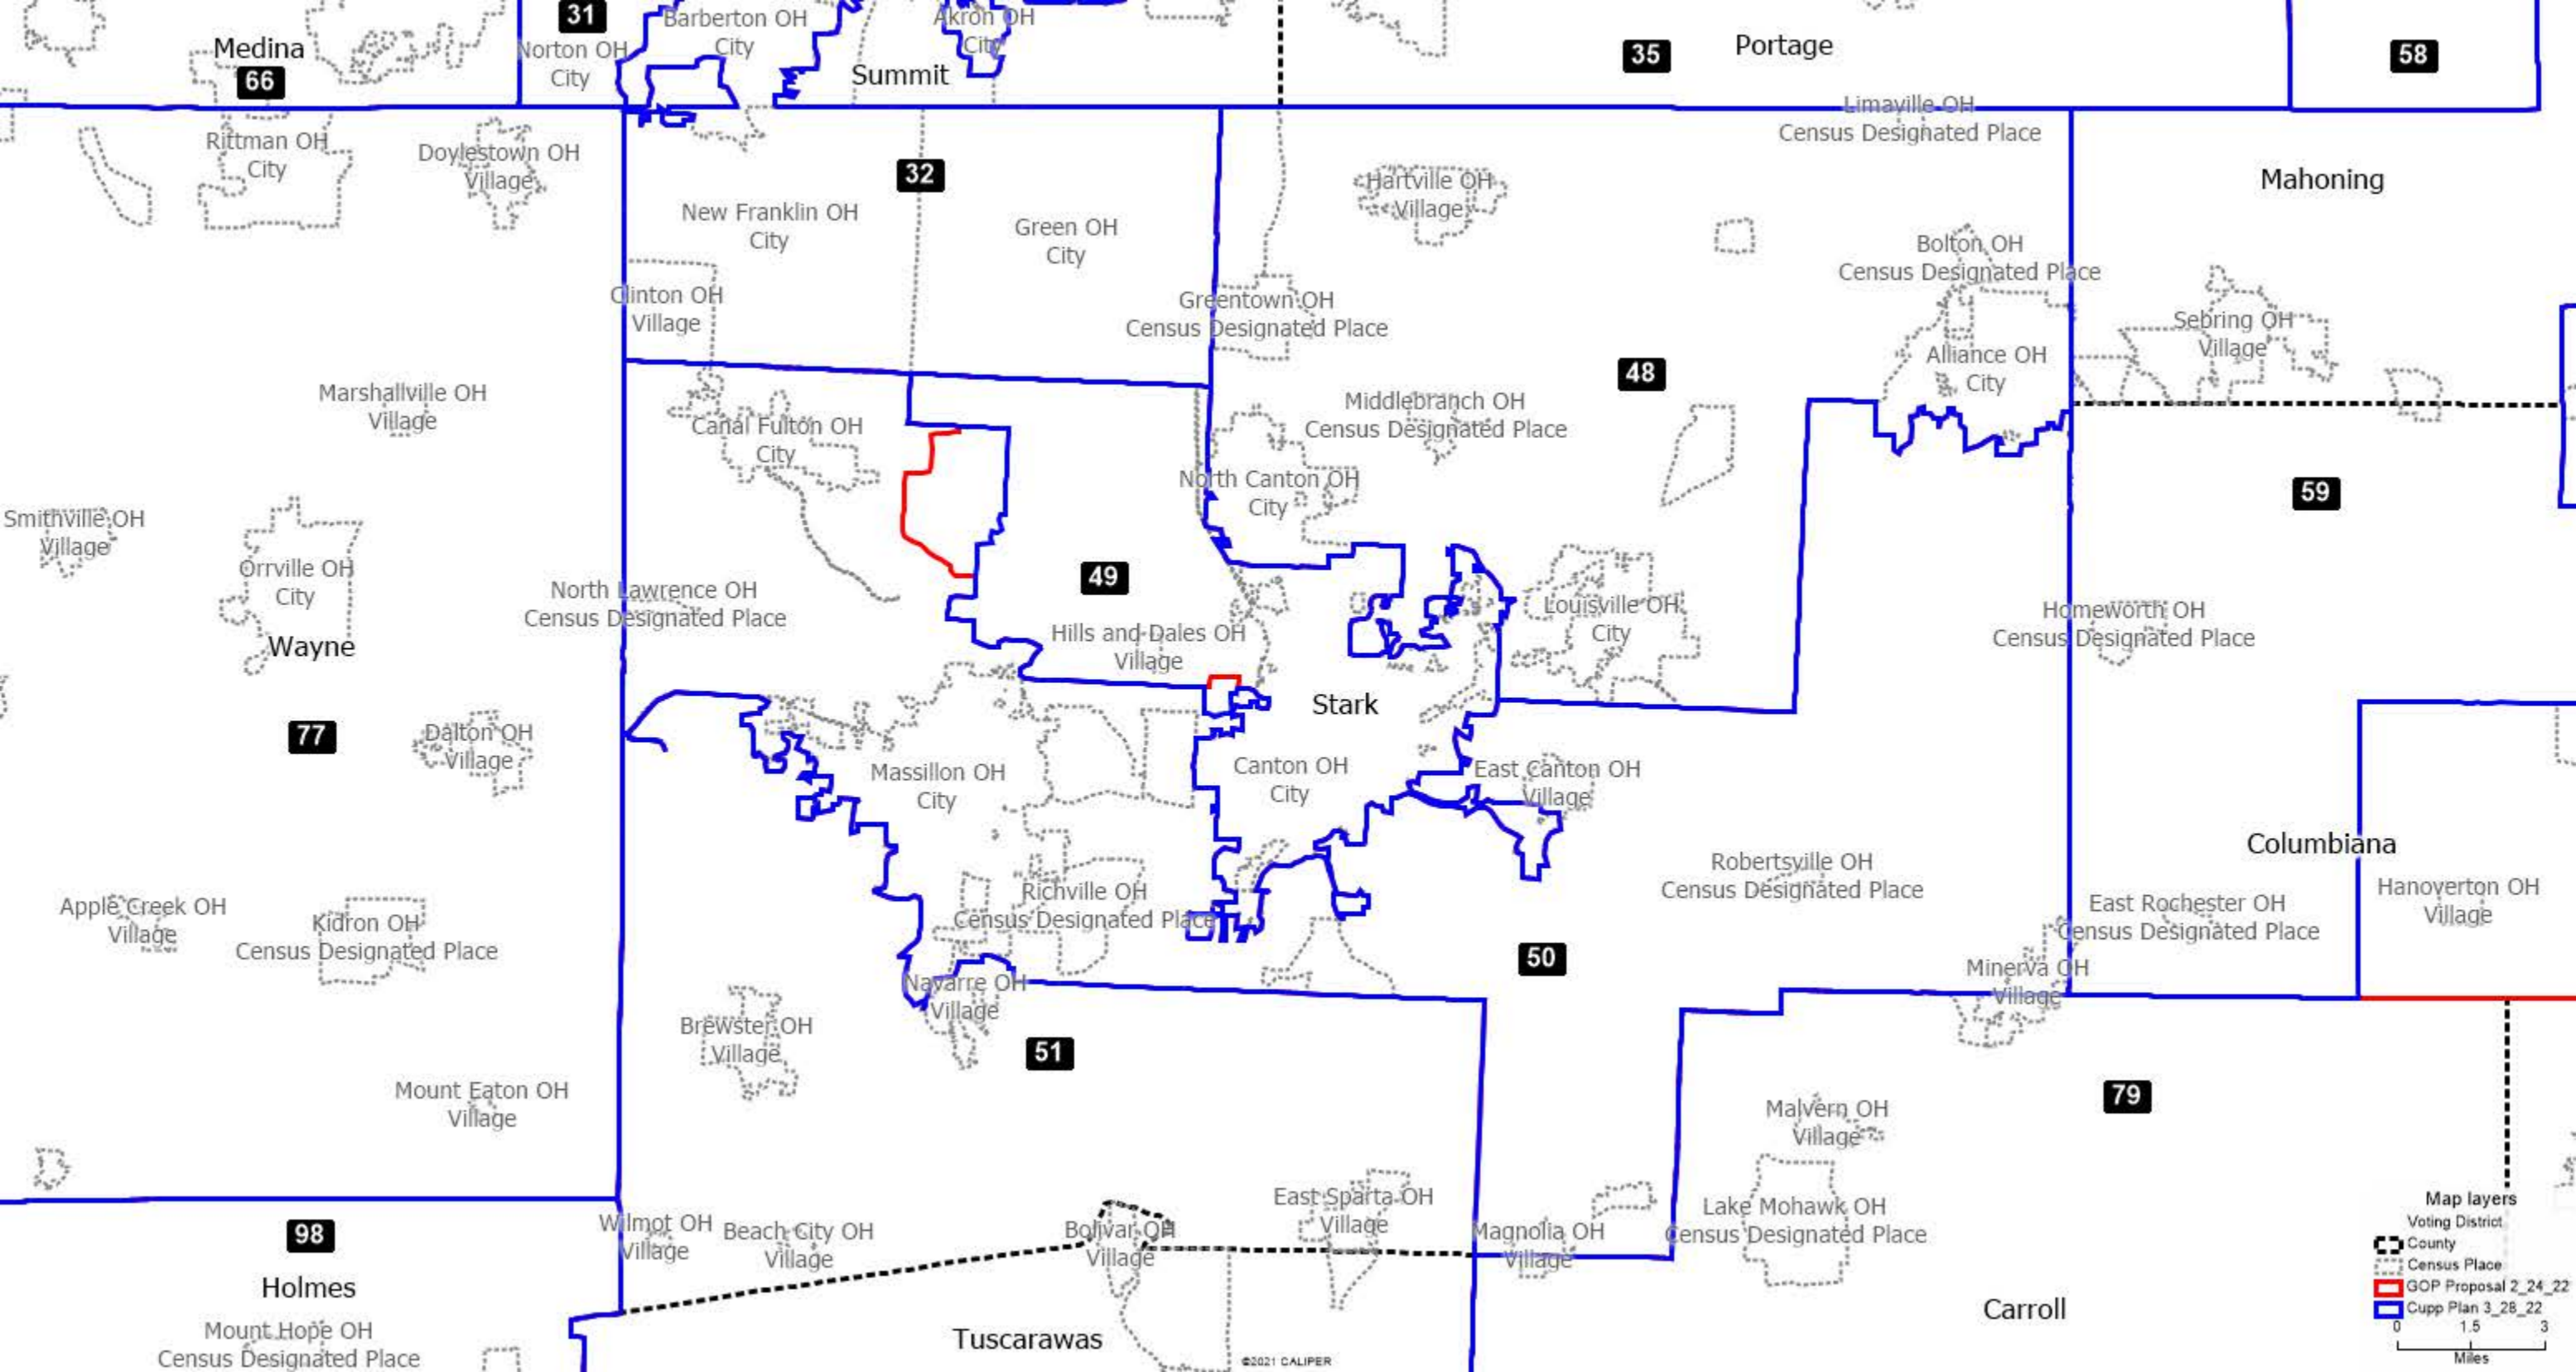 31
Barberton OH
City
Akron OH
City
Medina
66
Norton OH
City
Summit
35
Portage
58
Limaville OH
Census Designated Place
Rittman OH
City
Doylestown OH
Village
32
Hartville OH
Village
Mahoning
New Franklin OH
City
Green OH
City
Bolton OH
Census Designated Place
Clinton OH
Village
Greentown OH
Census Designated Place
Sebring OH
Village
Alliance OH
City
48
Marshallville OH
Village
Canal Fulton OH
City
Middlebranch OH
Census Designated Place
North Canton OH
City
59
Smithville OH
Village
Orrville OH
City
Wayne
North Lawrence OH
Census Designated Place
49
Hills and Dales OH
Village
Louisville OH
City
Homeworth OH
Census Designated Place
Stark
77
Dalton OH
Village
Massillon OH
City
Canton OH
City
East Canton OH
Village
Columbiana
Apple Creek OH
Village
Kidron OH
Census Designated Place
Richville OH
Census Designated Place
Robertsville OH
Census Designated Place
East Rochester OH
Census Designated Place
Hanoverton OH
Village
50
Navarre OH
Village
Minerva OH
Village
Brewster OH
Village
51
Mount Eaton OH
Village
79
Malvern OH
Village
98
Holmes
Wilmot OH
Village
Beach City OH
Village
Bolivar OH
Village
East Sparta OH
Village
Magnolia OH
Village
Lake Mohawk OH
Census Designated Place
Mount Hope OH
Census Designated Place
Tuscarawas
Carroll
©2021 CALIPER
Map layers
Voting District
County
Census Place
GOP Proposal 2_24_22
Cupp Plan 3_28_22
0 1.5 3
Miles